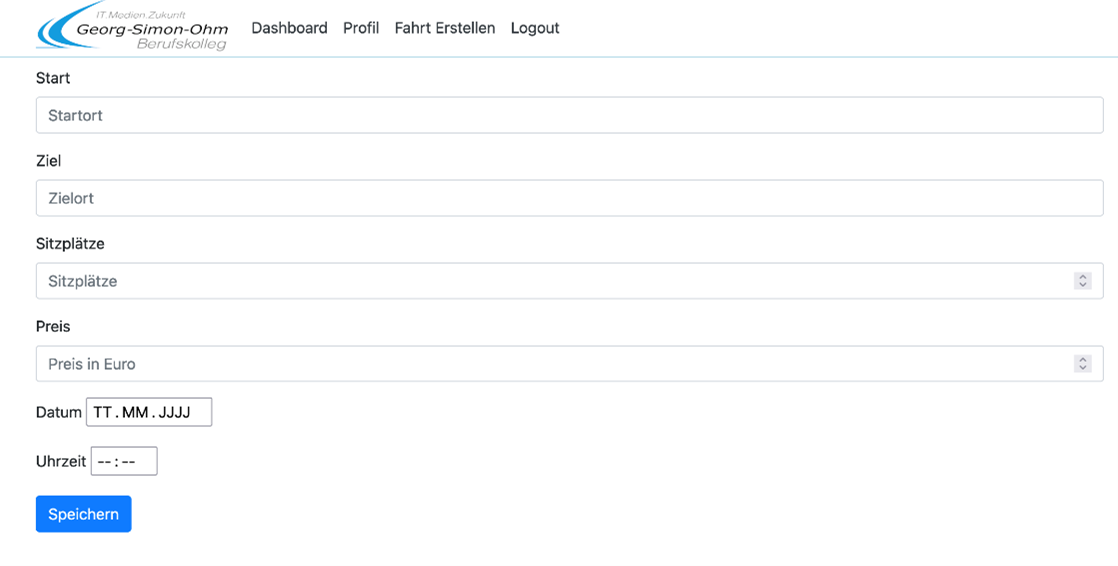 IT.Medien.Zukunft
Georg-Simon-Ohm
Berufskolleg
Dashboard Profil Fahrt Erstellen Logout
Start
Startort
Ziel
Zielort
Sitzplätze
Sitzplätze
Preis
Preis in Euro
Datum TT.MM.JJJJ
Uhrzeit --:--
Speichern